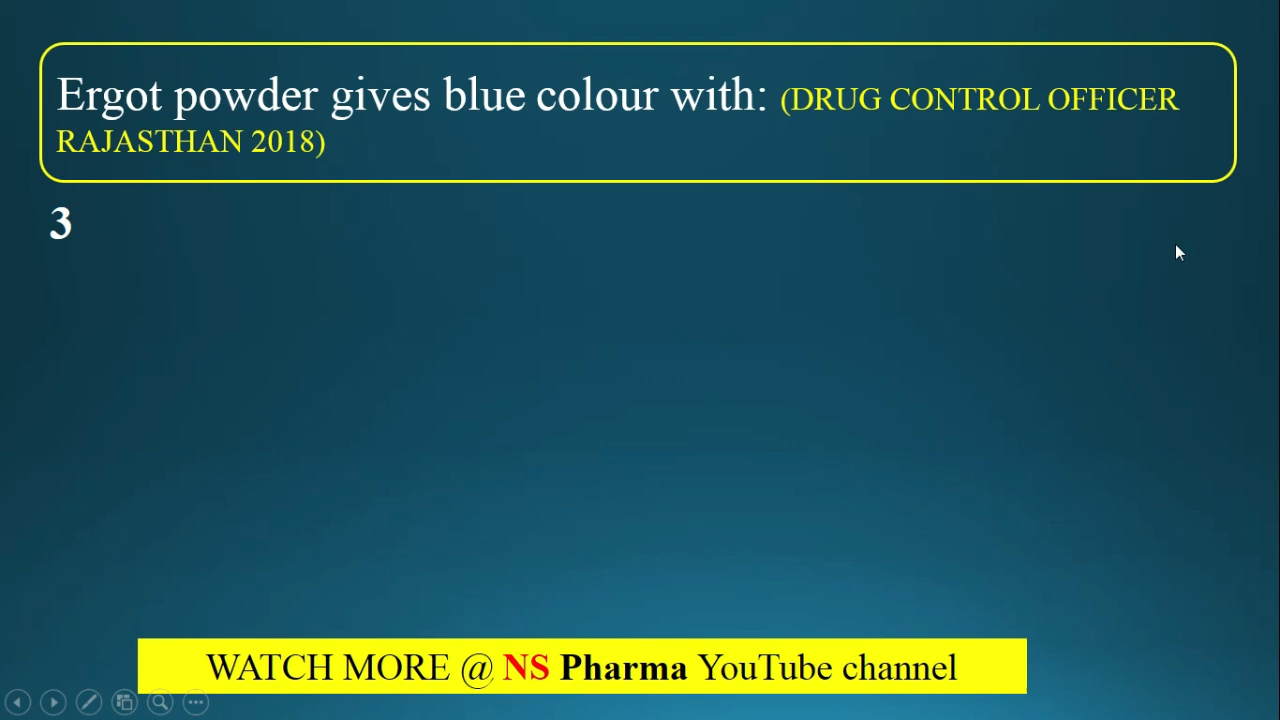 Ergot powder gives blue colour with: (DRUG CONTROL OFFICER
RAJASTHAN 2018)
3
WATCH MORE @ NS Pharma YouTube channel